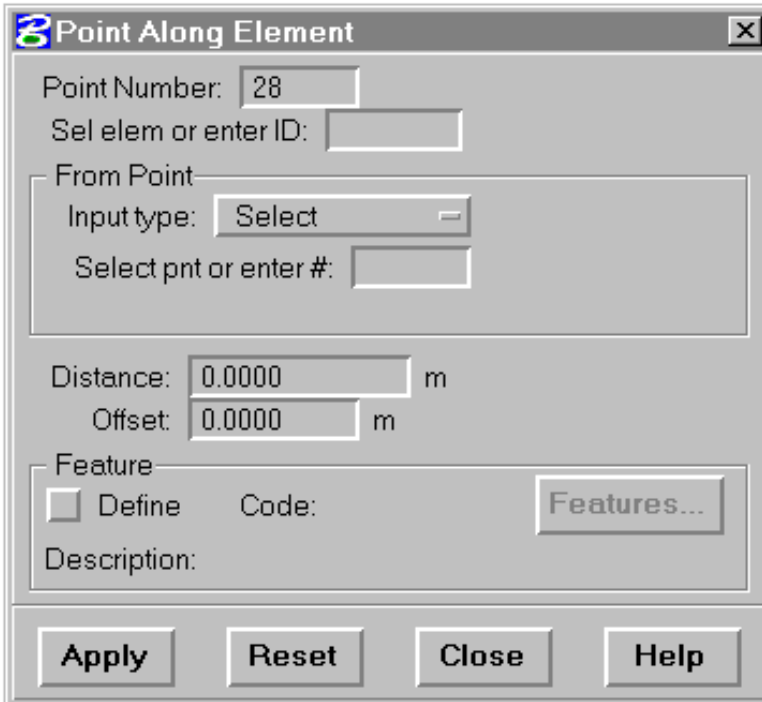 Point Along Element
Point Number: 28
Sel elem or enter ID:
From Point
Input type: Select
Select pnt or enter #:
Distance: 0.0000 m
Offset: 0.0000 m
Feature
Define Code: Features...
Description:
Apply Reset Close Help